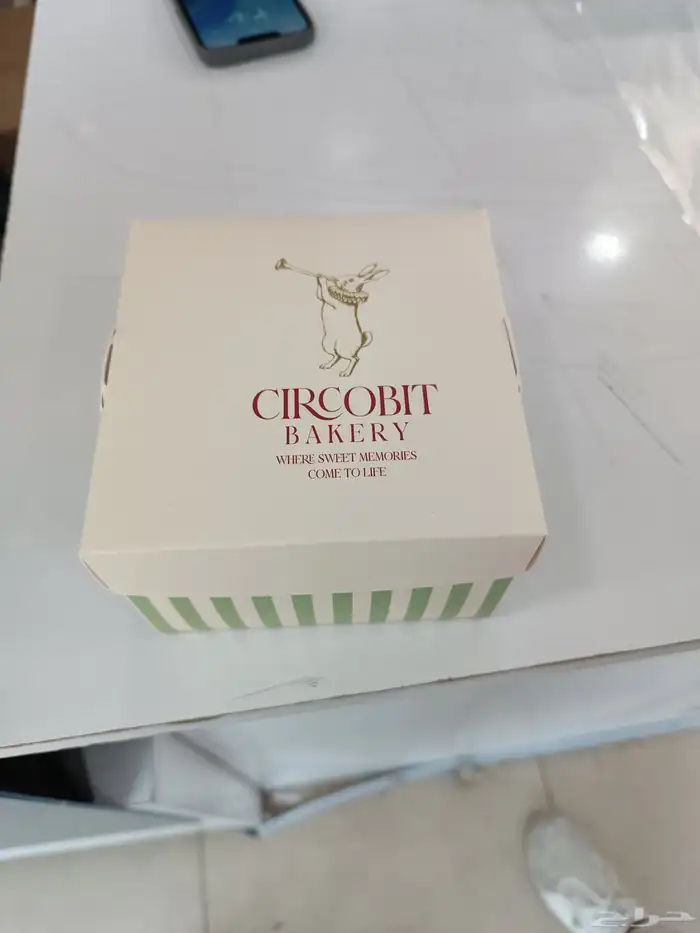 CIRCOBIT
BAKERY
WHERE SWEET MEMORIES
COME TO LIFE
حراج